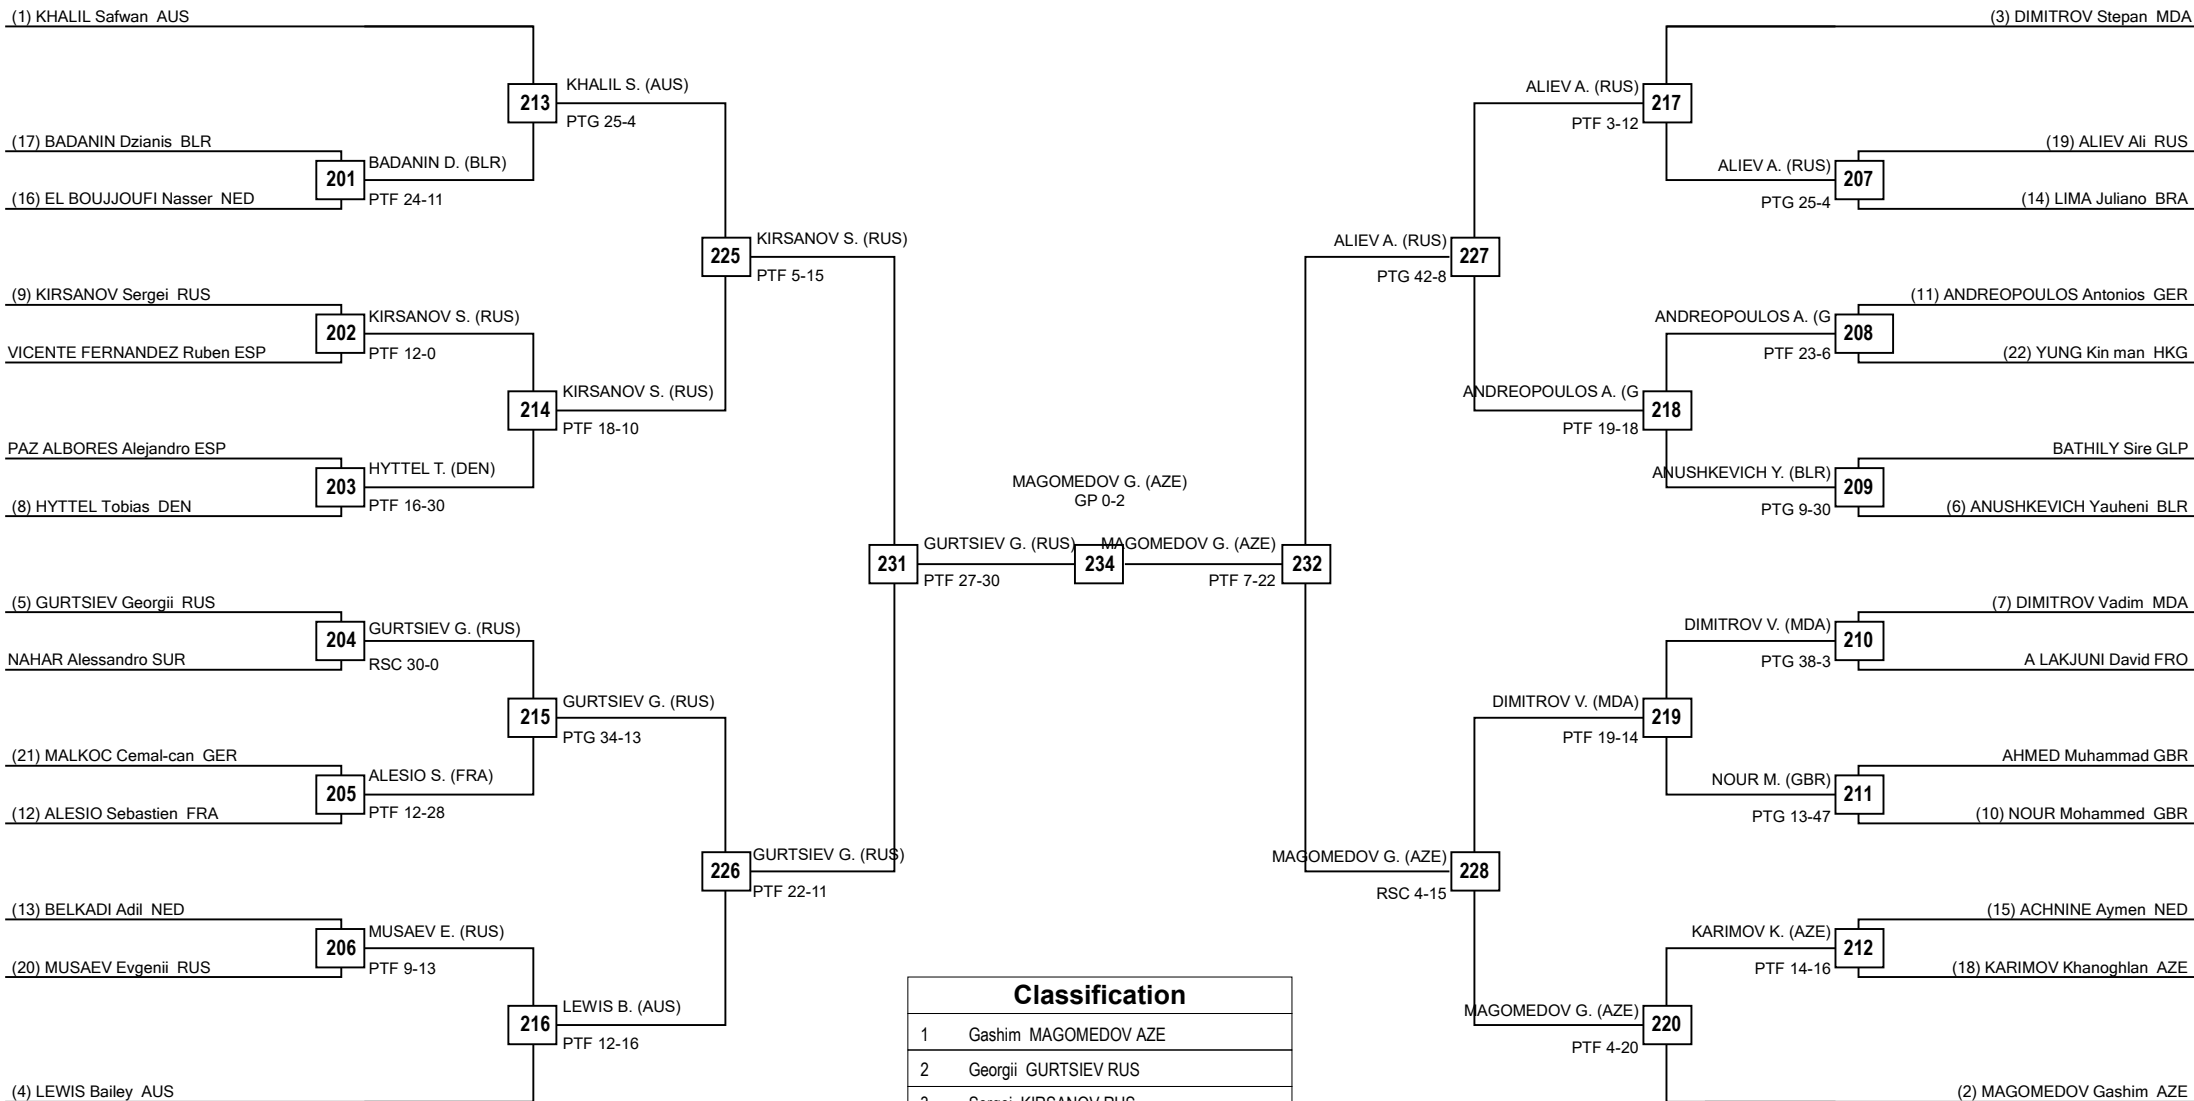 (1) KHALIL Safwan AUS
213
KHALIL S. (AUS)
PTG 25-4
(17) BADANIN Dzianis BLR
201
BADANIN D. (BLR)
PTF 24-11
(16) EL BOUJJOUFI Nasser NED
225
KIRSANOV S. (RUS)
PTF 5-15
(9) KIRSANOV Sergei RUS
202
KIRSANOV S. (RUS)
PTF 12-0
VICENTE FERNANDEZ Ruben ESP
214
KIRSANOV S. (RUS)
PTF 18-10
PAZ ALBORES Alejandro ESP
203
HYTTEL T. (DEN)
PTF 16-30
(8) HYTTEL Tobias DEN
231
GURTSIEV G. (RUS)
PTF 27-30
(5) GURTSIEV Georgii RUS
204
GURTSIEV G. (RUS)
RSC 30-0
NAHAR Alessandro SUR
215
GURTSIEV G. (RUS)
PTG 34-13
(21) MALKOC Cemal-can GER
205
ALESIO S. (FRA)
PTF 12-28
(12) ALESIO Sebastien FRA
226
GURTSIEV G. (RUS)
PTF 22-11
(13) BELKADI Adil NED
206
MUSAEV E. (RUS)
PTF 9-13
(20) MUSAEV Evgenii RUS
216
LEWIS B. (AUS)
PTF 12-16
(4) LEWIS Bailey AUS
MAGOMEDOV G. (AZE)
GP 0-2
234
(3) DIMITROV Stepan MDA
ALIEV A. (RUS)
217
PTF 3-12
(19) ALIEV Ali RUS
ALIEV A. (RUS)
207
PTG 25-4
(14) LIMA Juliano BRA
ALIEV A. (RUS)
227
PTG 42-8
(11) ANDREOPOULOS Antonios GER
ANDREOPOULOS A. (G
208
PTF 23-6
(22) YUNG Kin man HKG
ANDREOPOULOS A. (G
218
PTF 19-18
BATHILY Sire GLP
ANUSHKEVICH Y. (BLR)
209
PTG 9-30
(6) ANUSHKEVICH Yauheni BLR
MAGOMEDOV G. (AZE)
232
PTF 7-22
(7) DIMITROV Vadim MDA
DIMITROV V. (MDA)
210
PTG 38-3
A LAKJUNI David FRO
DIMITROV V. (MDA)
219
PTF 19-14
AHMED Muhammad GBR
NOUR M. (GBR)
211
PTG 13-47
(10) NOUR Mohammed GBR
MAGOMEDOV G. (AZE)
228
RSC 4-15
(15) ACHNINE Aymen NED
KARIMOV K. (AZE)
212
PTF 14-16
(18) KARIMOV Khanoghlan AZE
MAGOMEDOV G. (AZE)
220
PTF 4-20
(2) MAGOMEDOV Gashim AZE
Classification
1 Gashim MAGOMEDOV AZE
2 Georgii GURTSIEV RUS
3 Sergei KIRSANOV RUS